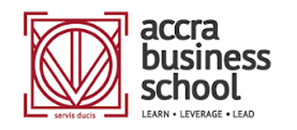 accra
business
school
LEARN • LEVERAGE • LEAD
servis ducis